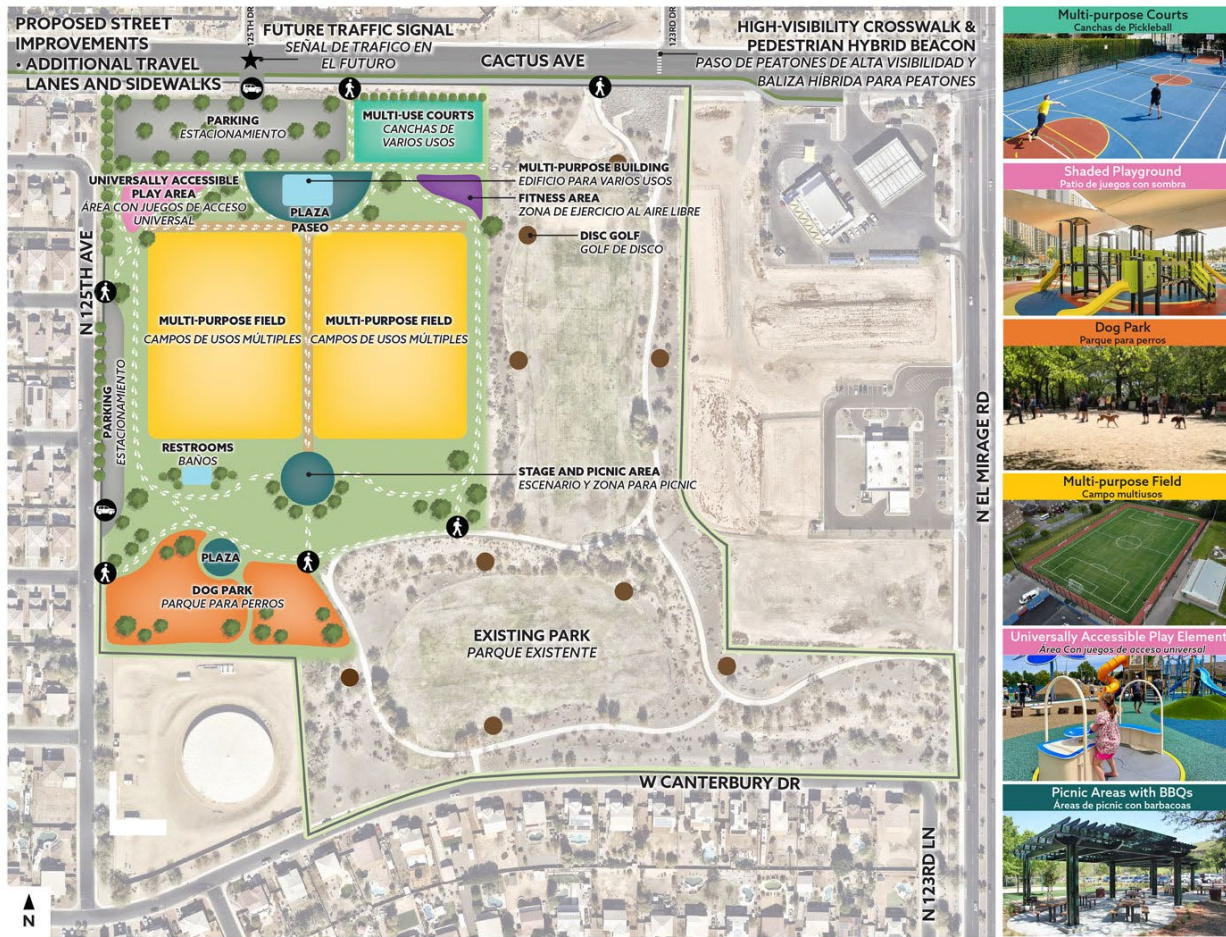 PROPOSED STREET
IMPROVEMENTS
• ADDITIONAL TRAVEL
LANES AND SIDEWALKS
125TH DR
FUTURE TRAFFIC SIGNAL
SEÑAL DE TRAFICO EN
EL FUTURO
CACTUS AVE
123RD DR
HIGH-VISIBILITY CROSSWALK &
PEDESTRIAN HYBRID BEACON
PASO DE PEATONES DE ALTA VISIBILIDAD Y
BALIZA HÍBRIDA PARA PEATONES
PARKING
ESTACIONAMIENTO
MULTI-USE COURTS
CANCHAS DE
VARIOS USOS
UNIVERSALLY ACCESSIBLE
PLAY AREA
ÁREA CON JUEGOS DE ACCESO
UNIVERSAL
PLAZA
PASEO
MULTI-PURPOSE BUILDING
EDIFICIO PARA VARIOS USOS
FITNESS AREA
ZONA DE EJERCICIO AL AIRE LIBRE
DISC GOLF
GOLF DE DISCO
N 125TH AVE
MULTI-PURPOSE FIELD
CAMPOS DE USOS MÚLTIPLES
MULTI-PURPOSE FIELD
CAMPOS DE USOS MÚLTIPLES
PARKING
ESTACIONAMIENTO
N EL MIRAGE RD
RESTROOMS
BAÑOS
STAGE AND PICNIC AREA
ESCENARIO Y ZONA PARA PICNIC
PLAZA
DOG PARK
PARQUE PARA PERROS
EXISTING PARK
PARQUE EXISTENTE
W CANTERBURY DR
N 123RD LN
N
Multi-purpose Courts
Canchas de Pickleball
Shaded Playground
Patio de juegos con sombra
Dog Park
Parque para perros
Multi-purpose Field
Campo multiusos
Universally Accessible Play Element
Área Con juegos de acceso universal
Picnic Areas with BBQs
Áreas de picnic con barbacoas